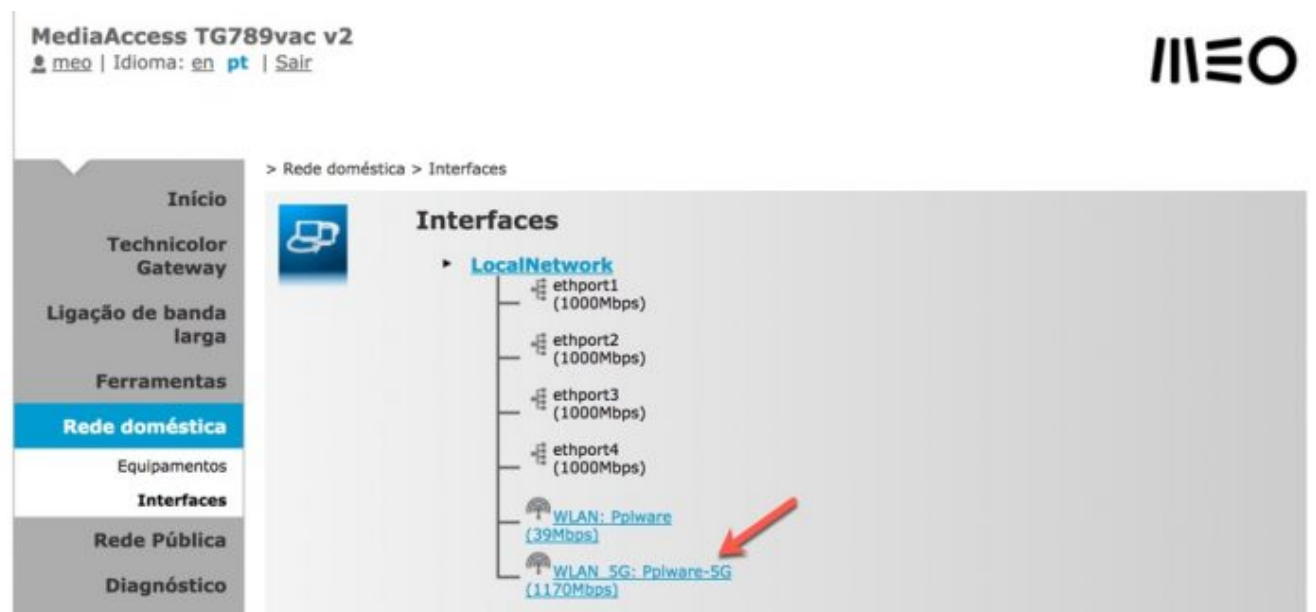 MediaAccess TG789vac v2
meo | Idioma: en pt | Sair
MEO
> Rede doméstica > Interfaces
Início
Technicolor
Gateway
Ligação de banda
larga
Ferramentas
Rede doméstica
Equipamentos
Interfaces
Rede Pública
Diagnóstico
Interfaces
LocalNetwork
ethport1
(1000Mbps)
ethport2
(1000Mbps)
ethport3
(1000Mbps)
ethport4
(1000Mbps)
WLAN: Pplware
(39Mbps)
WLAN_5G: Pplware-5G
(1170Mbps)